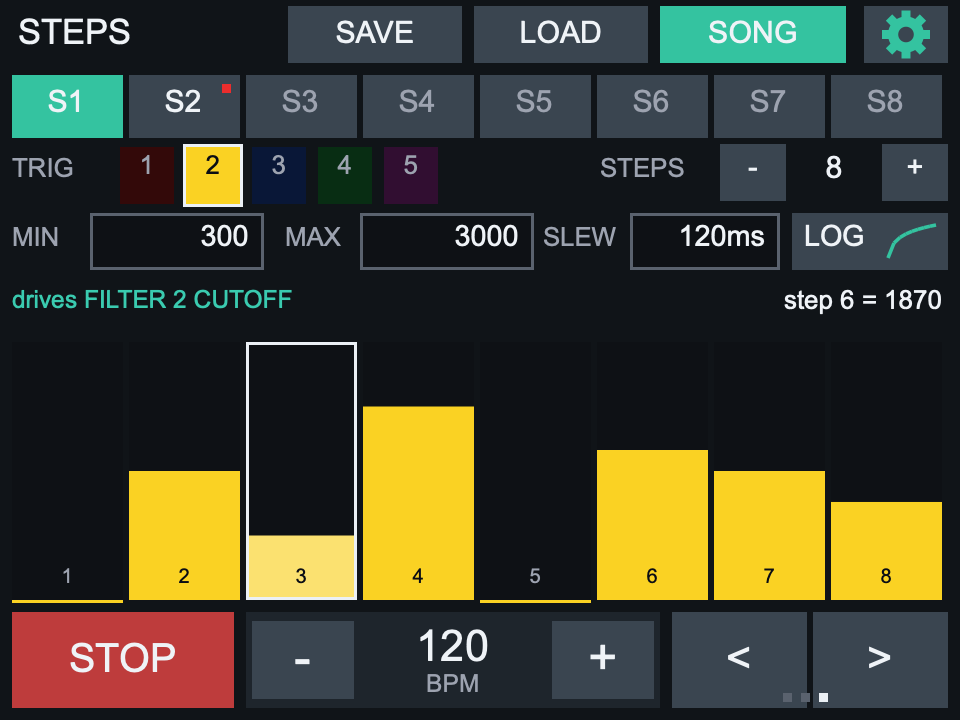 STEPS SAVE LOAD SONG
S1 S2 S3 S4 S5 S6 S7 S8
TRIG 1 2 3 4 5 STEPS - 8 +
MIN 300 MAX 3000 SLEW 120ms LOG
drives FILTER 2 CUTOFF step 6 = 1870
1 2 3 4 5 6 7 8
STOP - 120 + < >
BPM